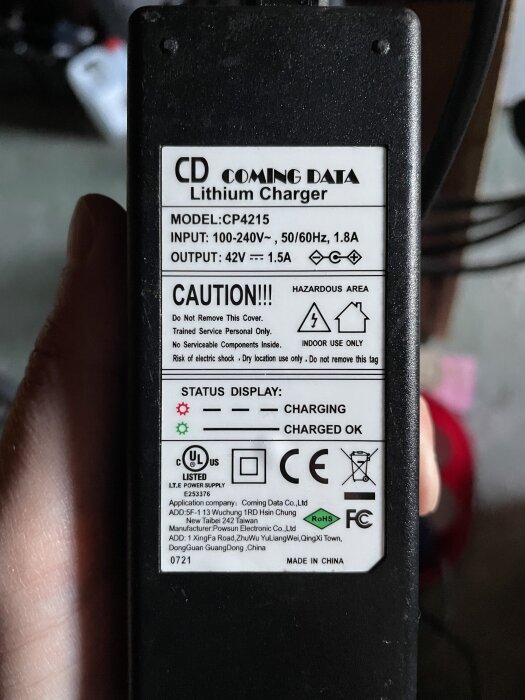 CD COMING DATA
Lithium Charger
MODEL:CP4215
INPUT: 100-240V~ , 50/60Hz, 1.8A
OUTPUT: 42V ⎓ 1.5A
CAUTION!!!
Do Not Remove This Cover.
Trained Service Personal Only.
No Serviceable Components Inside.
HAZARDOUS AREA
INDOOR USE ONLY
Risk of electric shock . Dry location use only . Do not remove this tag
STATUS DISPLAY:
CHARGING
CHARGED OK
c UL us
LISTED
I.T.E POWER SUPPLY
E253376
CE
Application company: Coming Data Co.,Ltd
ADD:5F-1 13 Wuchung 1RD Hsin Chung
New Taibei 242 Taiwan
Manufacturer:Powsun Electronic Co.,Ltd
ADD: 1 XingFa Road,ZhuWu YuLiangWei,QingXi Town,
DongGuan GuangDong ,China
RoHS
FC
0721
MADE IN CHINA